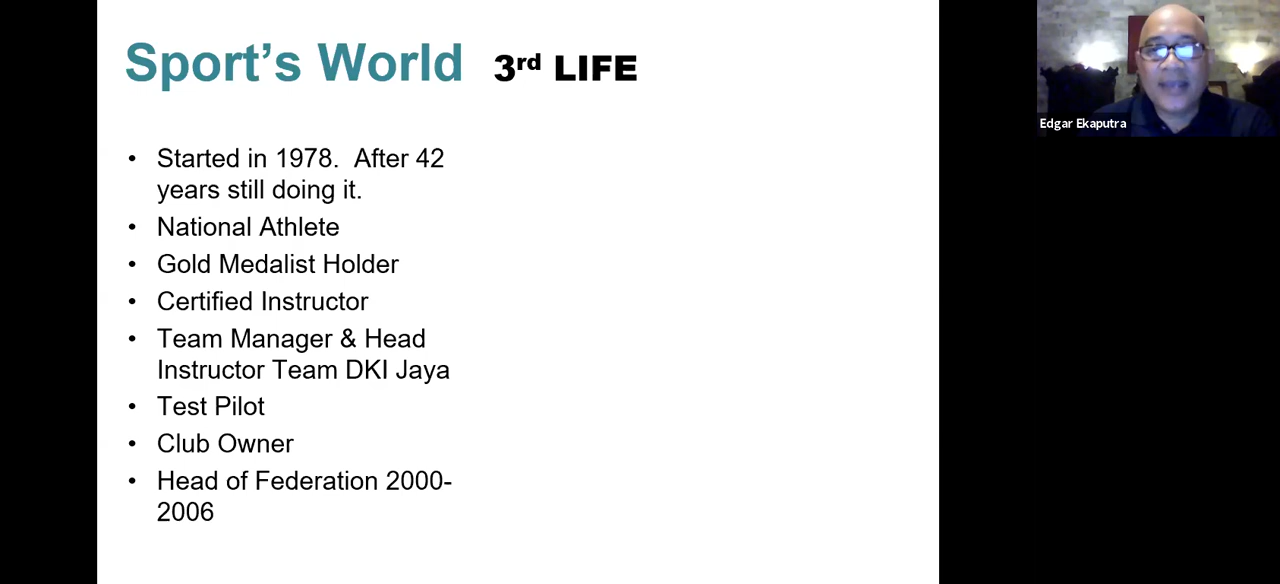 Sport’s World 3rd LIFE
• Started in 1978.  After 42
years still doing it.
• National Athlete
• Gold Medalist Holder
• Certified Instructor
• Team Manager & Head
Instructor Team DKI Jaya
• Test Pilot
• Club Owner
• Head of Federation 2000-
2006
Edgar Ekaputra